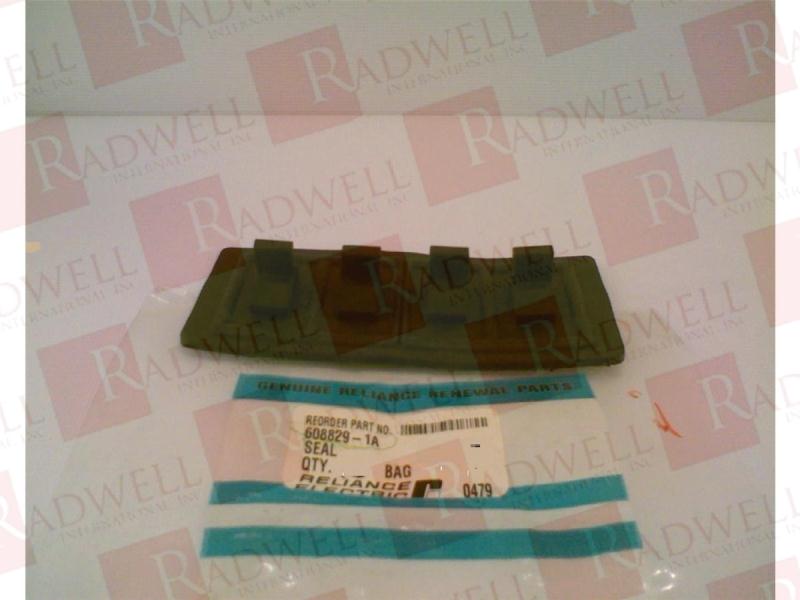 RADWELL
INTERNATIONAL INC
GENUINE RELIANCE RENEWAL PARTS
REORDER PART NO.
608829-1A
SEAL
QTY. BAG
RELIANCE
ELECTRIC
0479